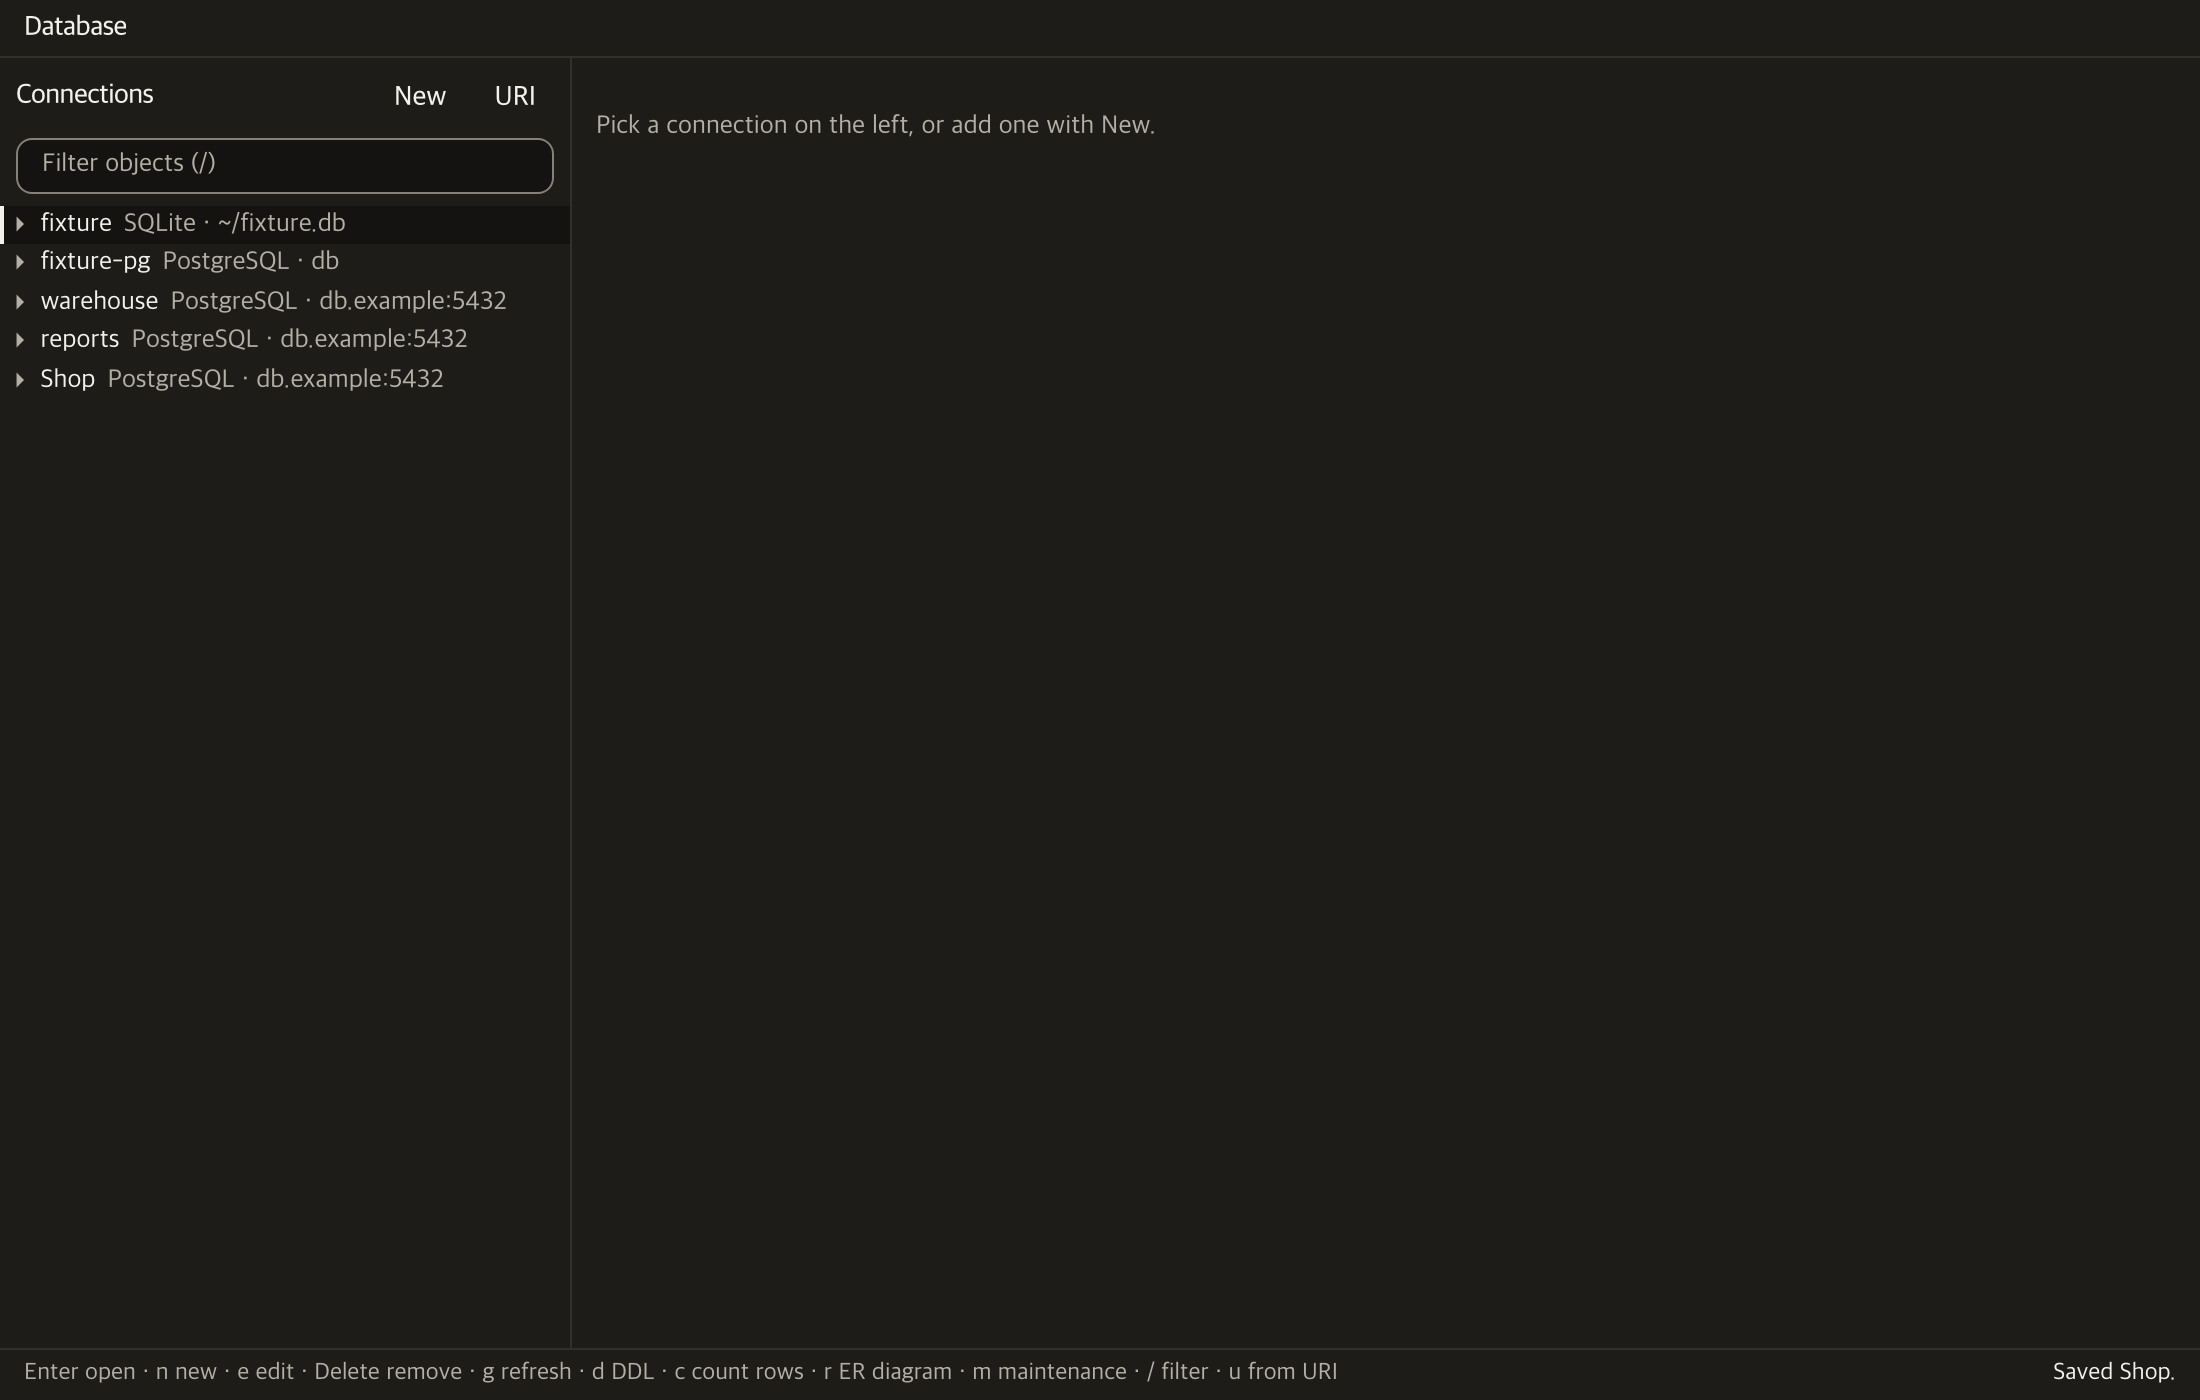 Database
Connections New URI
Filter objects (/)
fixture SQLite · ~/fixture.db
fixture-pg PostgreSQL · db
warehouse PostgreSQL · db.example:5432
reports PostgreSQL · db.example:5432
Shop PostgreSQL · db.example:5432
Pick a connection on the left, or add one with New.
Enter open · n new · e edit · Delete remove · g refresh · d DDL · c count rows · r ER diagram · m maintenance · / filter · u from URI
Saved Shop.